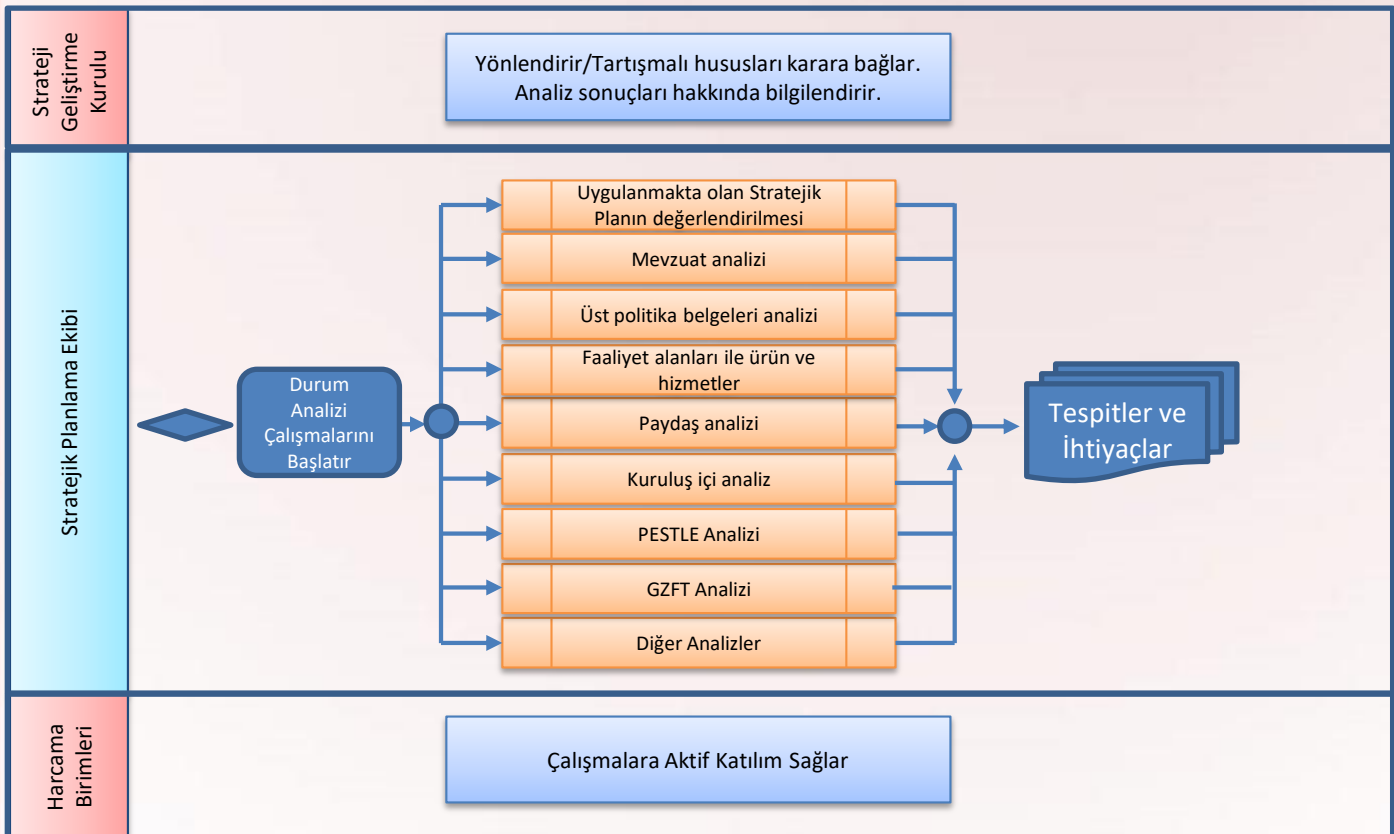 Strateji
Geliştirme
Kurulu
Yönlendirir/Tartışmalı hususları karara bağlar.
Analiz sonuçları hakkında bilgilendirir.
Stratejik Planlama Ekibi
Durum
Analizi
Çalışmalarını
Başlatır
Uygulanmakta olan Stratejik
Planın değerlendirilmesi
Mevzuat analizi
Üst politika belgeleri analizi
Faaliyet alanları ile ürün ve
hizmetler
Paydaş analizi
Kuruluş içi analiz
PESTLE Analizi
GZFT Analizi
Diğer Analizler
Tespitler ve
İhtiyaçlar
Harcama
Birimleri
Çalışmalara Aktif Katılım Sağlar